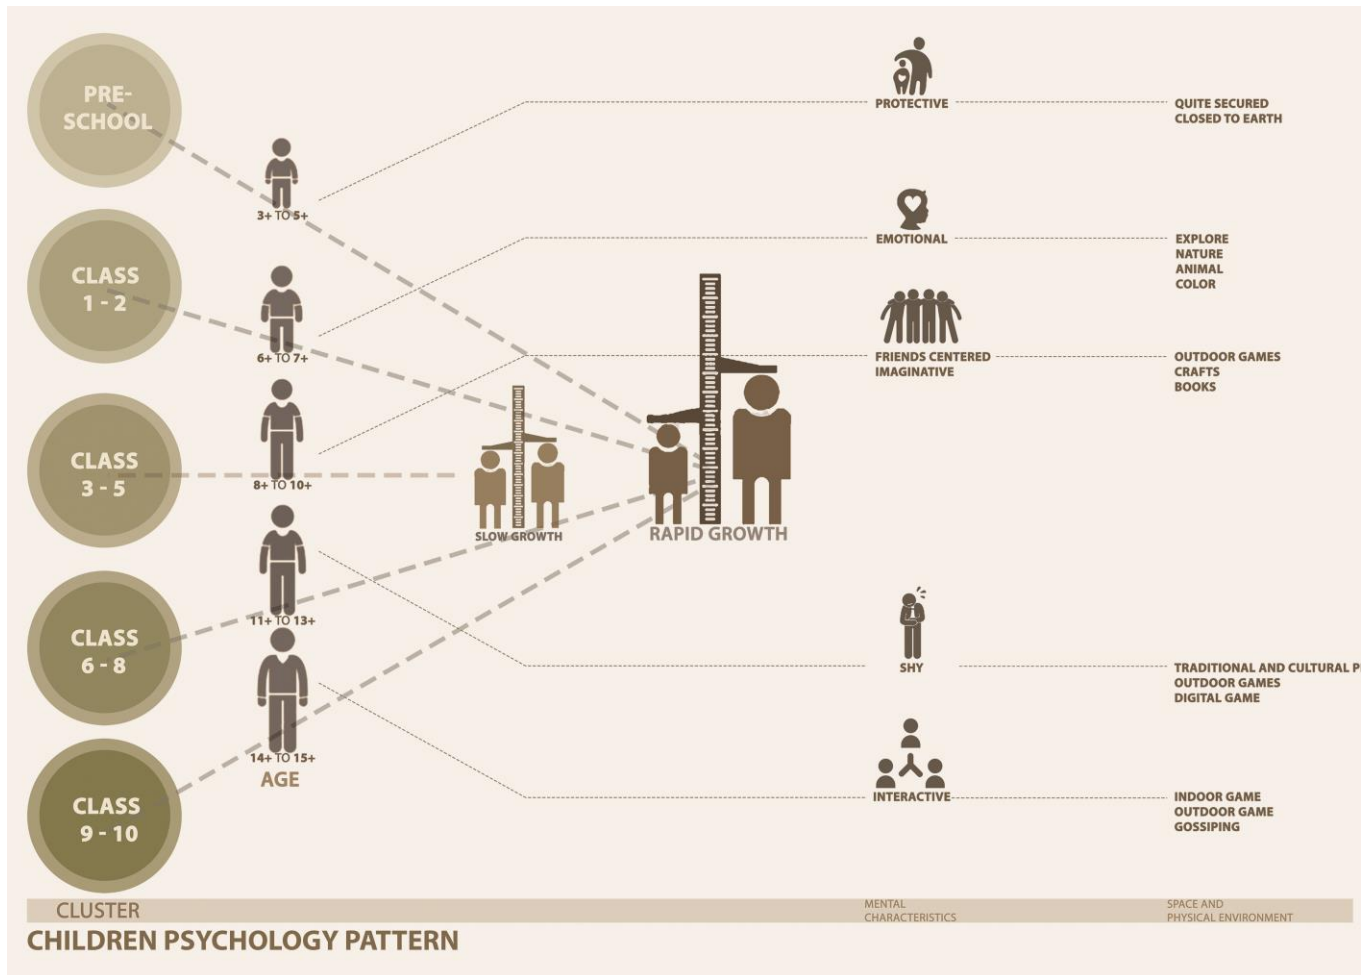 PRE-
SCHOOL
3+ TO 5+
PROTECTIVE
QUITE SECURED
CLOSED TO EARTH
CLASS
1 - 2
6+ TO 7+
EMOTIONAL
EXPLORE
NATURE
ANIMAL
COLOR
CLASS
3 - 5
8+ TO 10+
FRIENDS CENTERED
IMAGINATIVE
OUTDOOR GAMES
CRAFTS
BOOKS
SLOW GROWTH
RAPID GROWTH
CLASS
6 - 8
11+ TO 13+
SHY
TRADITIONAL AND CULTURAL
OUTDOOR GAMES
DIGITAL GAME
CLASS
9 - 10
14+ TO 15+
AGE
INTERACTIVE
INDOOR GAME
OUTDOOR GAME
GOSSIPING
CLUSTER
MENTAL
CHARACTERISTICS
SPACE AND
PHYSICAL ENVIRONMENT
CHILDREN PSYCHOLOGY PATTERN